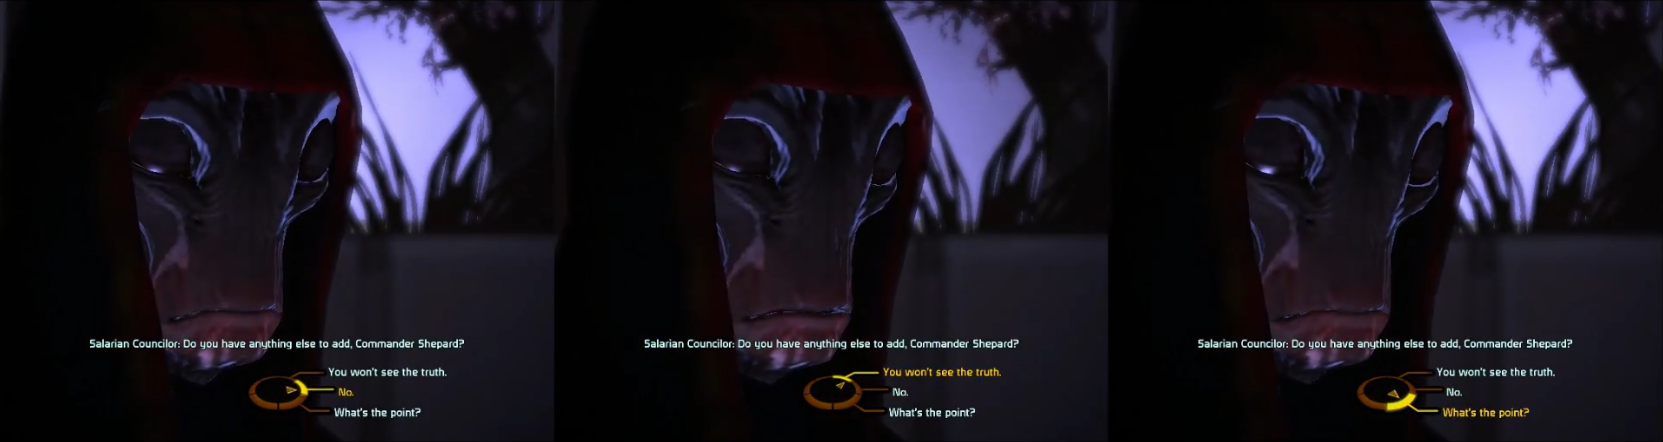 Salarian Councilor: Do you have anything else to add, Commander Shepard?
You won't see the truth.
No.
What's the point?
Salarian Councilor: Do you have anything else to add, Commander Shepard?
You won't see the truth.
No.
What's the point?
Salarian Councilor: Do you have anything else to add, Commander Shepard?
You won't see the truth.
No.
What's the point?